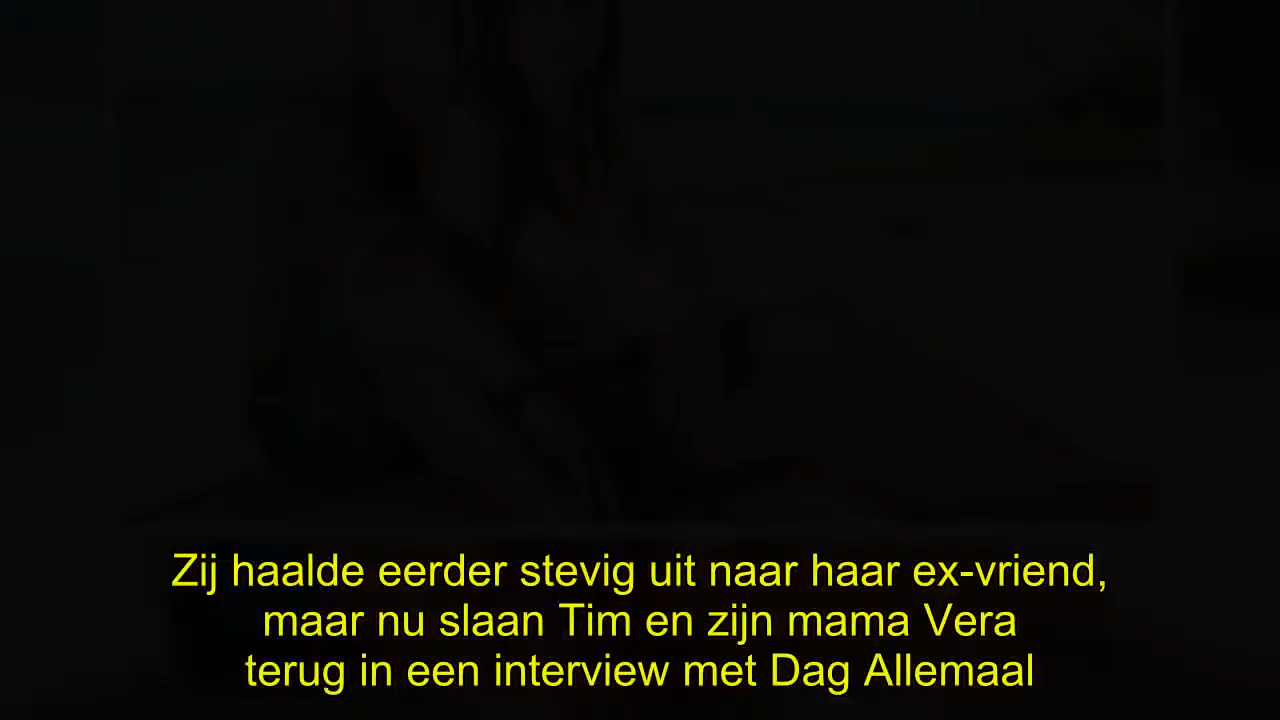 Zij haalde eerder stevig uit naar haar ex-vriend,
maar nu slaan Tim en zijn mama Vera
terug in een interview met Dag Allemaal